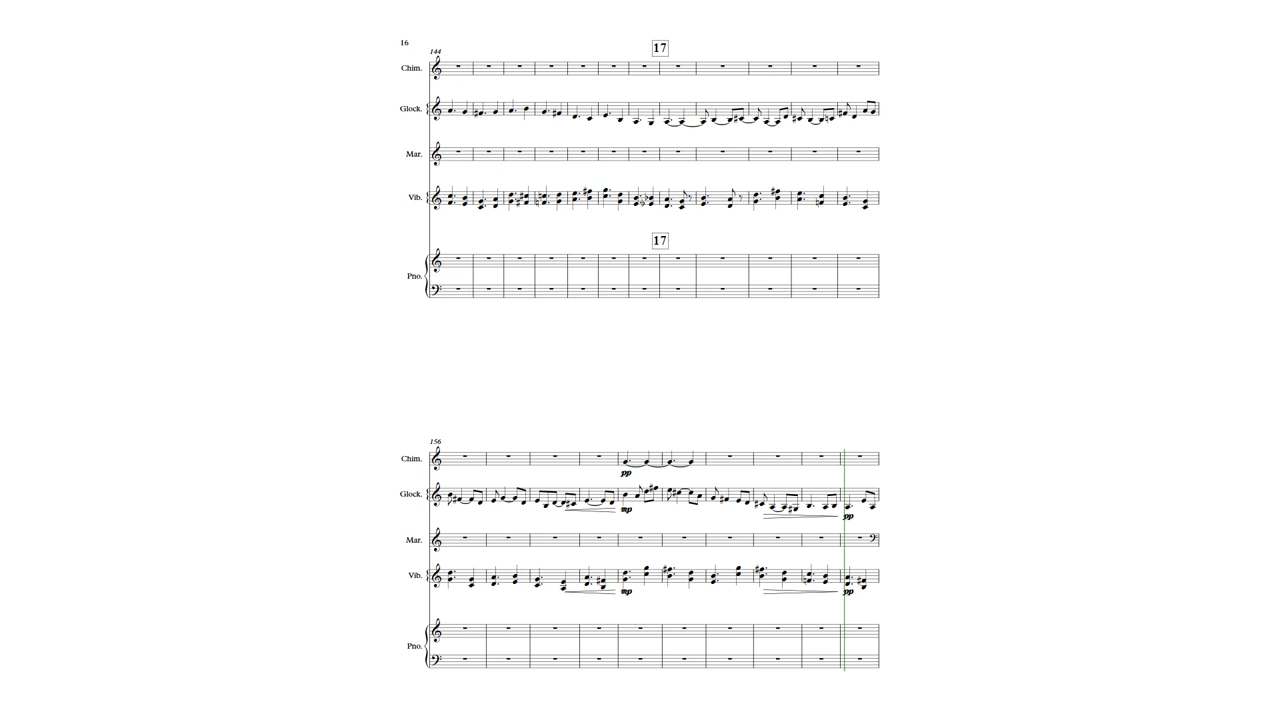 16
17
144
Chim.
Glock.
Mar.
Vib.
17
Pno.
156
Chim.
pp
Glock.
mp
pp
Mar.
Vib.
mp
pp
Pno.